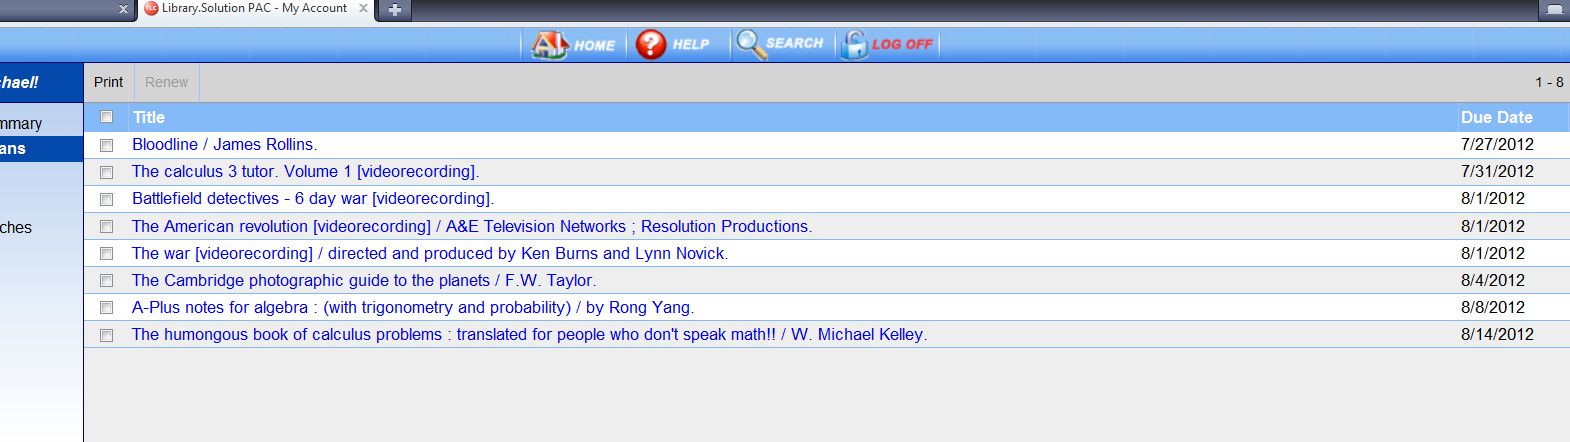 TLC Library.Solution PAC - My Account
HOME HELP SEARCH LOG OFF
chael!
Print Renew 1 - 8
Title Due Date
mmary
ans
ches
Bloodline / James Rollins. 7/27/2012
The calculus 3 tutor. Volume 1 [videorecording]. 7/31/2012
Battlefield detectives - 6 day war [videorecording]. 8/1/2012
The American revolution [videorecording] / A&E Television Networks ; Resolution Productions. 8/1/2012
The war [videorecording] / directed and produced by Ken Burns and Lynn Novick. 8/1/2012
The Cambridge photographic guide to the planets / F.W. Taylor. 8/4/2012
A-Plus notes for algebra : (with trigonometry and probability) / by Rong Yang. 8/8/2012
The humongous book of calculus problems : translated for people who don't speak math!! / W. Michael Kelley. 8/14/2012